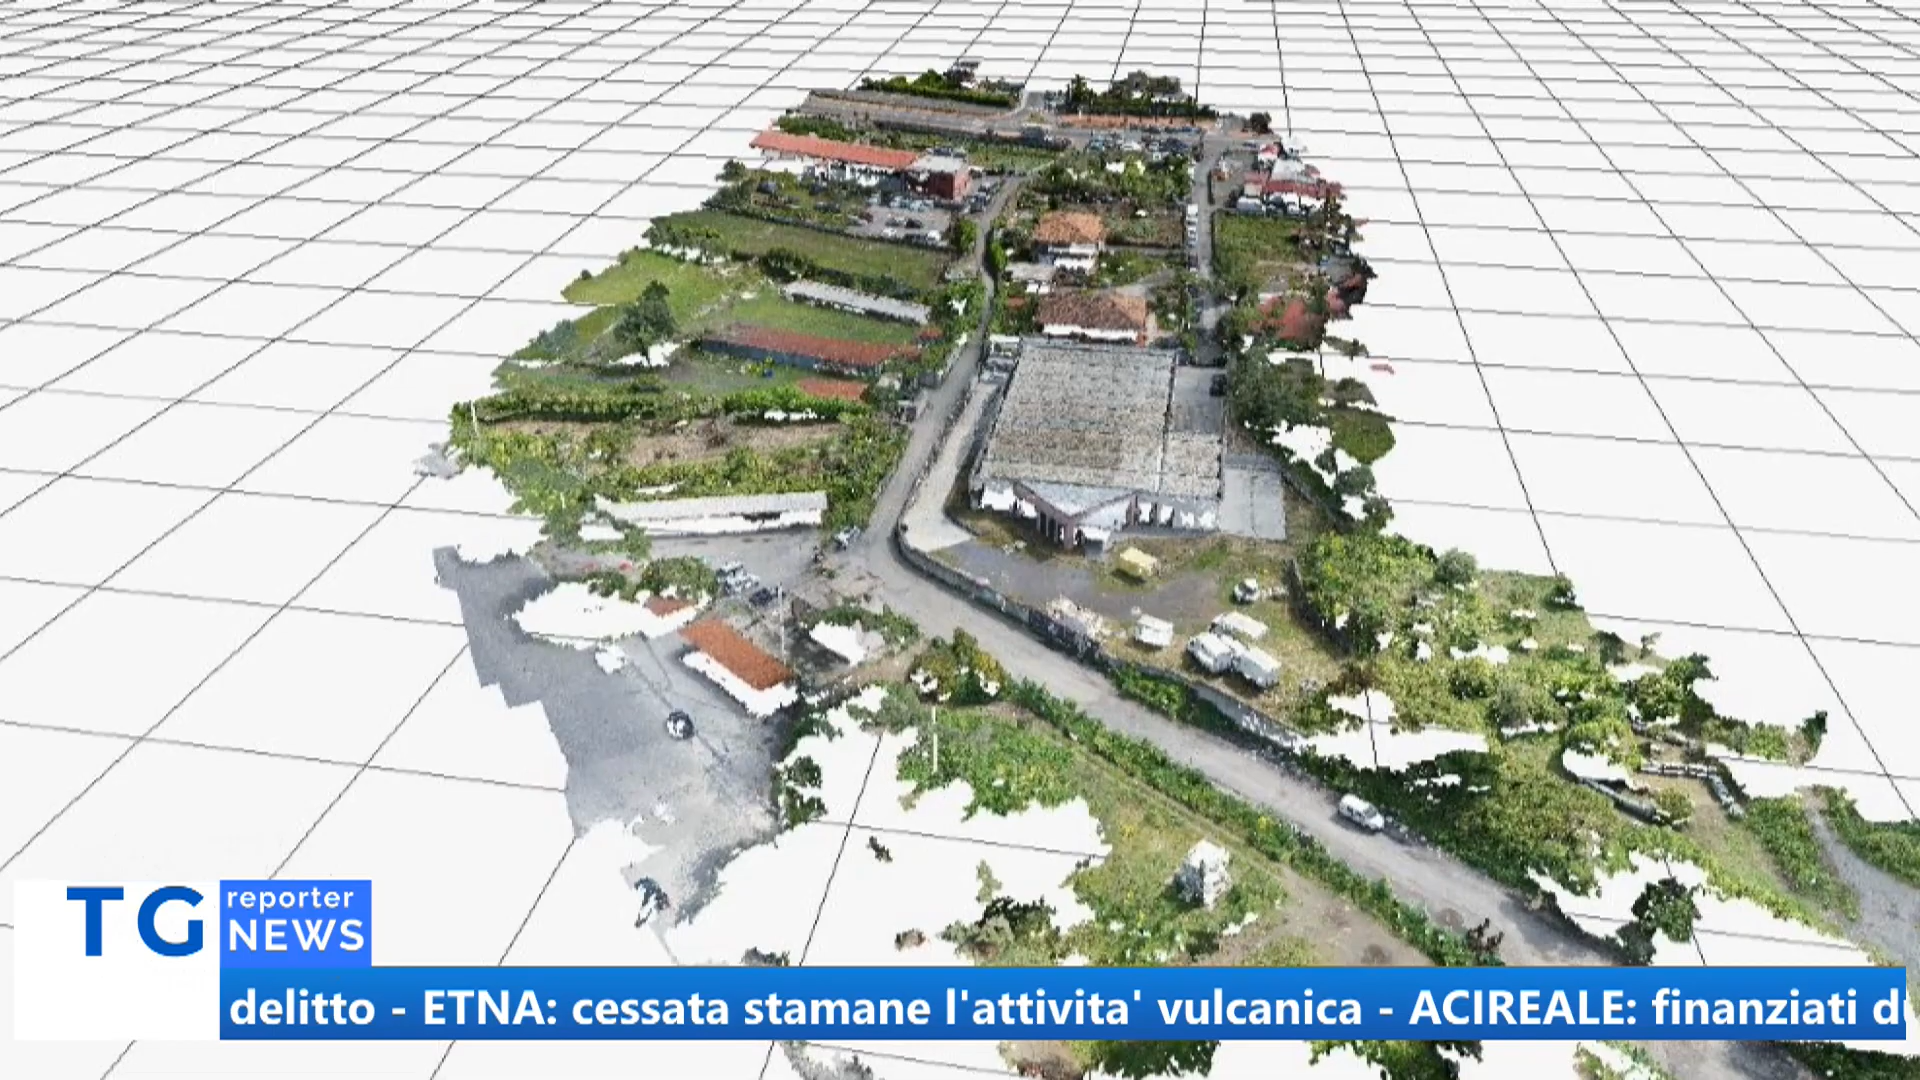 TG reporter
NEWS
delitto - ETNA: cessata stamane l'attivita' vulcanica - ACIREALE: finanziati